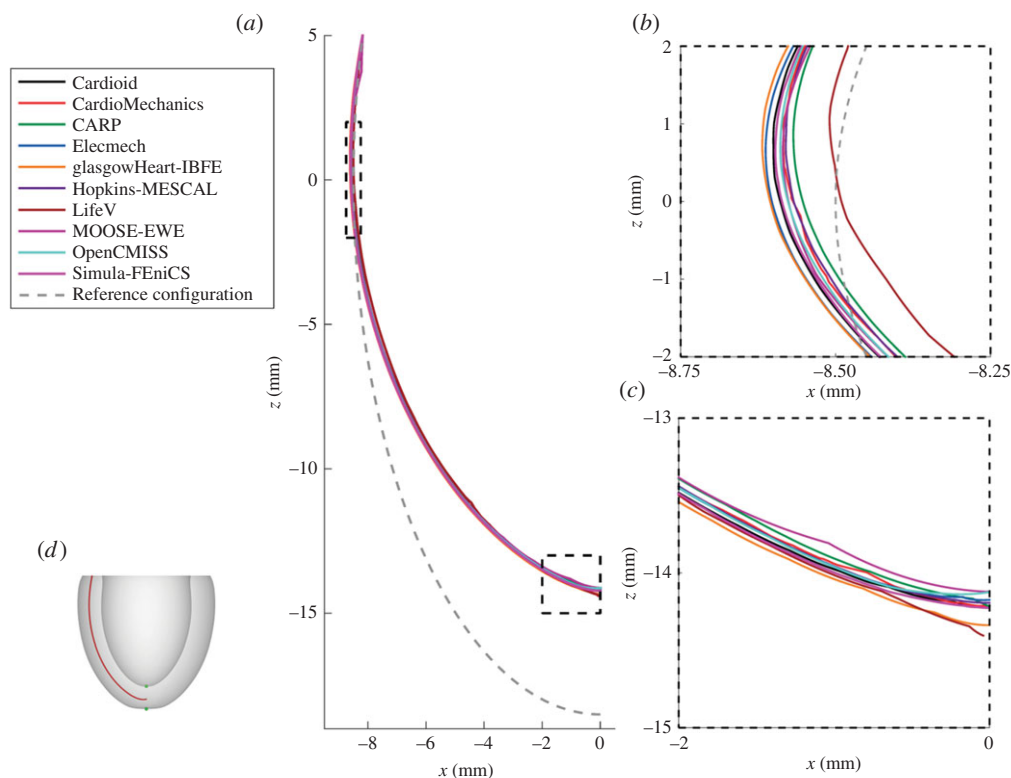 (a)
5
0
−5
−10
−15
z (mm)
−8
−6
−4
−2
0
x (mm)
Cardioid
CardioMechanics
CARP
Elecmech
glasgowHeart-IBFE
Hopkins-MESCAL
LifeV
MOOSE-EWE
OpenCMISS
Simula-FEniCS
Reference configuration
(b)
2
1
0
−1
−2
z (mm)
−8.75
−8.50
−8.25
x (mm)
(c)
−13
−14
−15
z (mm)
−2
0
x (mm)
(d)